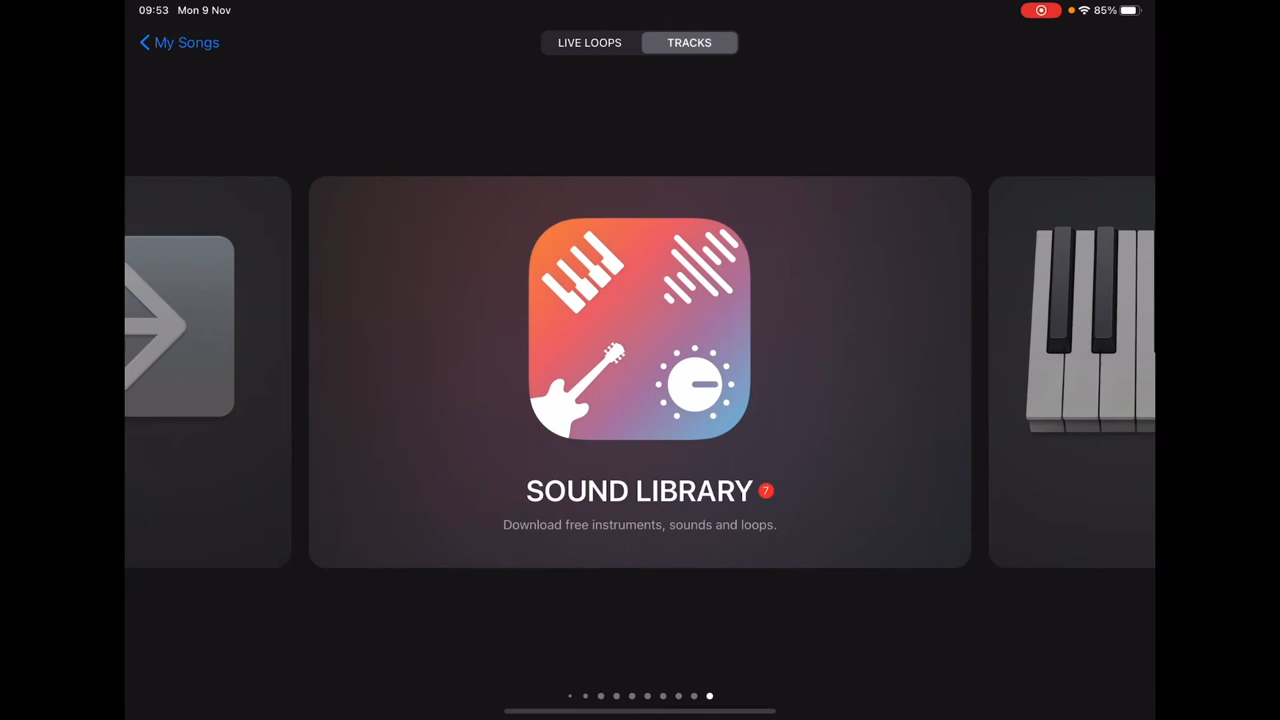 09:53 Mon 9 Nov
85%
My Songs
LIVE LOOPS
TRACKS
SOUND LIBRARY 7
Download free instruments, sounds and loops.